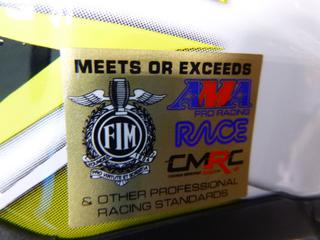 MEETS OR EXCEEDS
FIM
AMA
PRO RACING
RACE
CMRC
& OTHER PROFESSIONAL
RACING STANDARDS